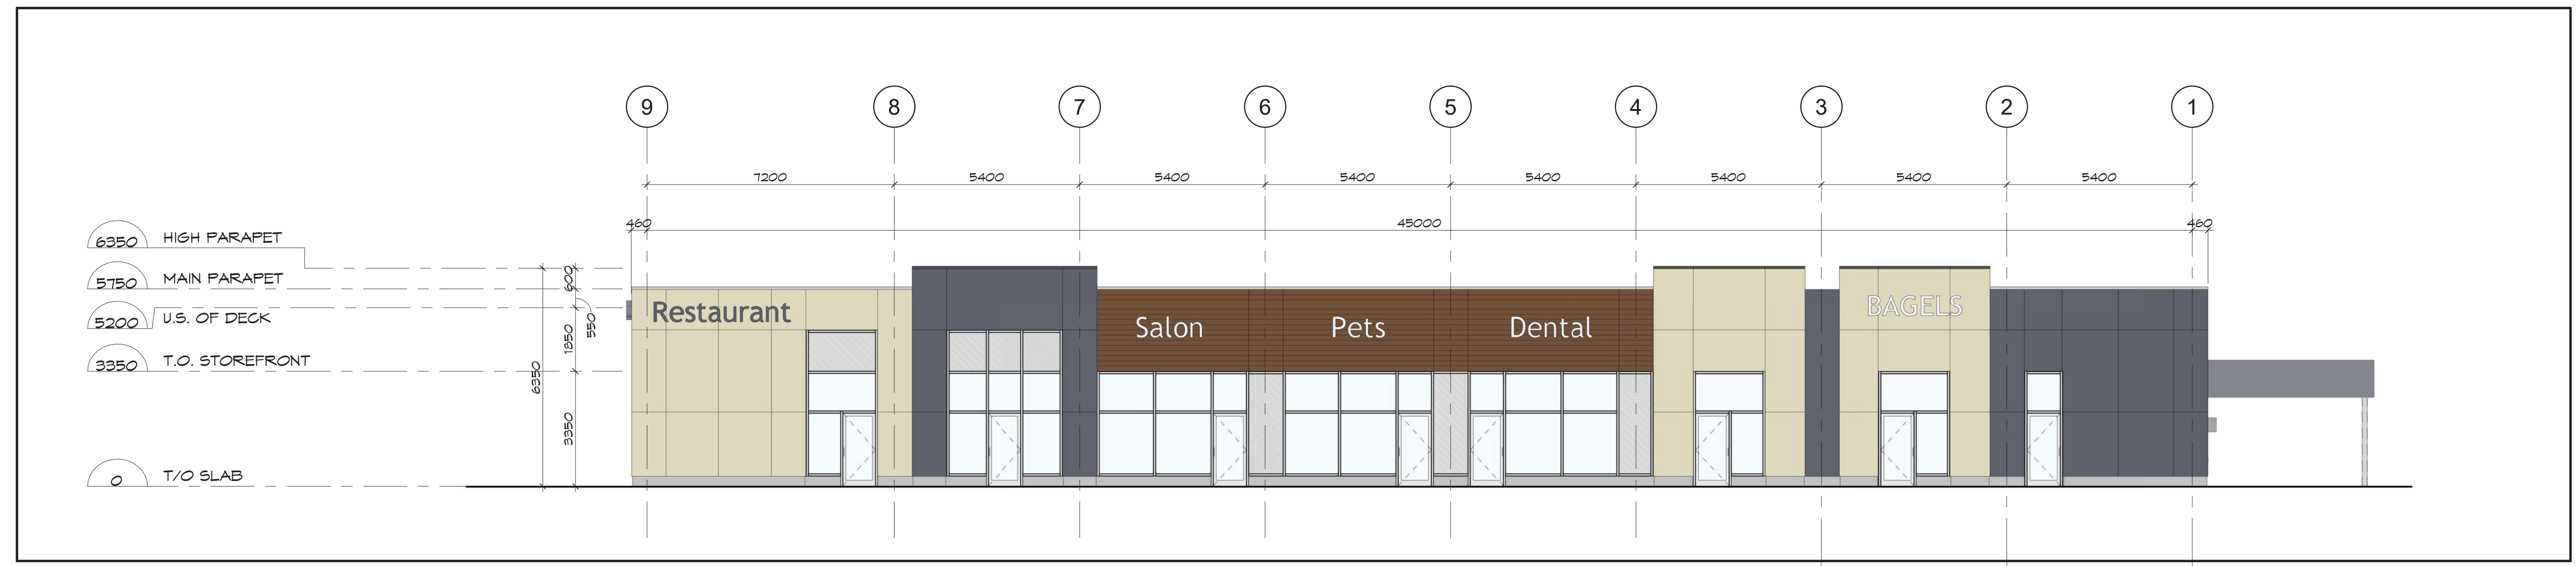 9 8 7 6 5 4 3 2 1
7200 5400 5400 5400 5400 5400 5400 5400
460 45000 460
6350 HIGH PARAPET
5750 MAIN PARAPET
5200 U.S. OF DECK
3350 T.O. STOREFRONT
0 T/O SLAB
6350
600
550
1850
3350
Restaurant
Salon
Pets
Dental
BAGELS